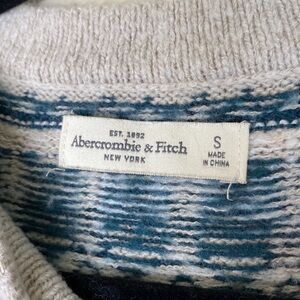 EST. 1892
Abercrombie & Fitch
NEW YORK
S
MADE
IN CHINA